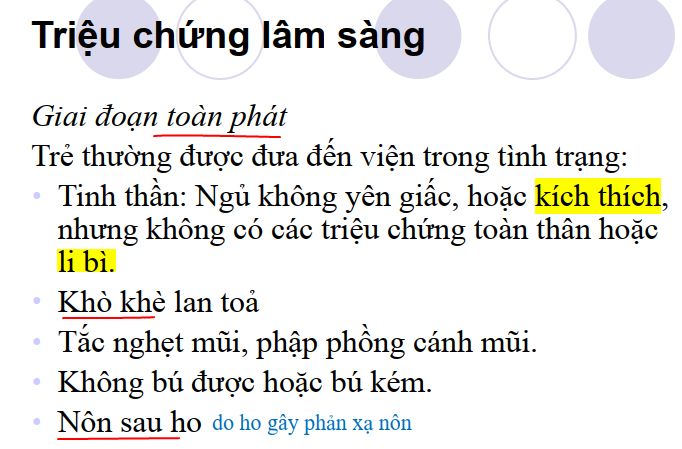 Triệu chứng lâm sàng
Giai đoạn toàn phát
Trẻ thường được đưa đến viện trong tình trạng:
• Tinh thần: Ngủ không yên giấc, hoặc kích thích,
nhưng không có các triệu chứng toàn thân hoặc
li bì.
• Khò khè lan toả
• Tắc nghẹt mũi, phập phồng cánh mũi.
• Không bú được hoặc bú kém.
• Nôn sau ho do ho gây phản xạ nôn